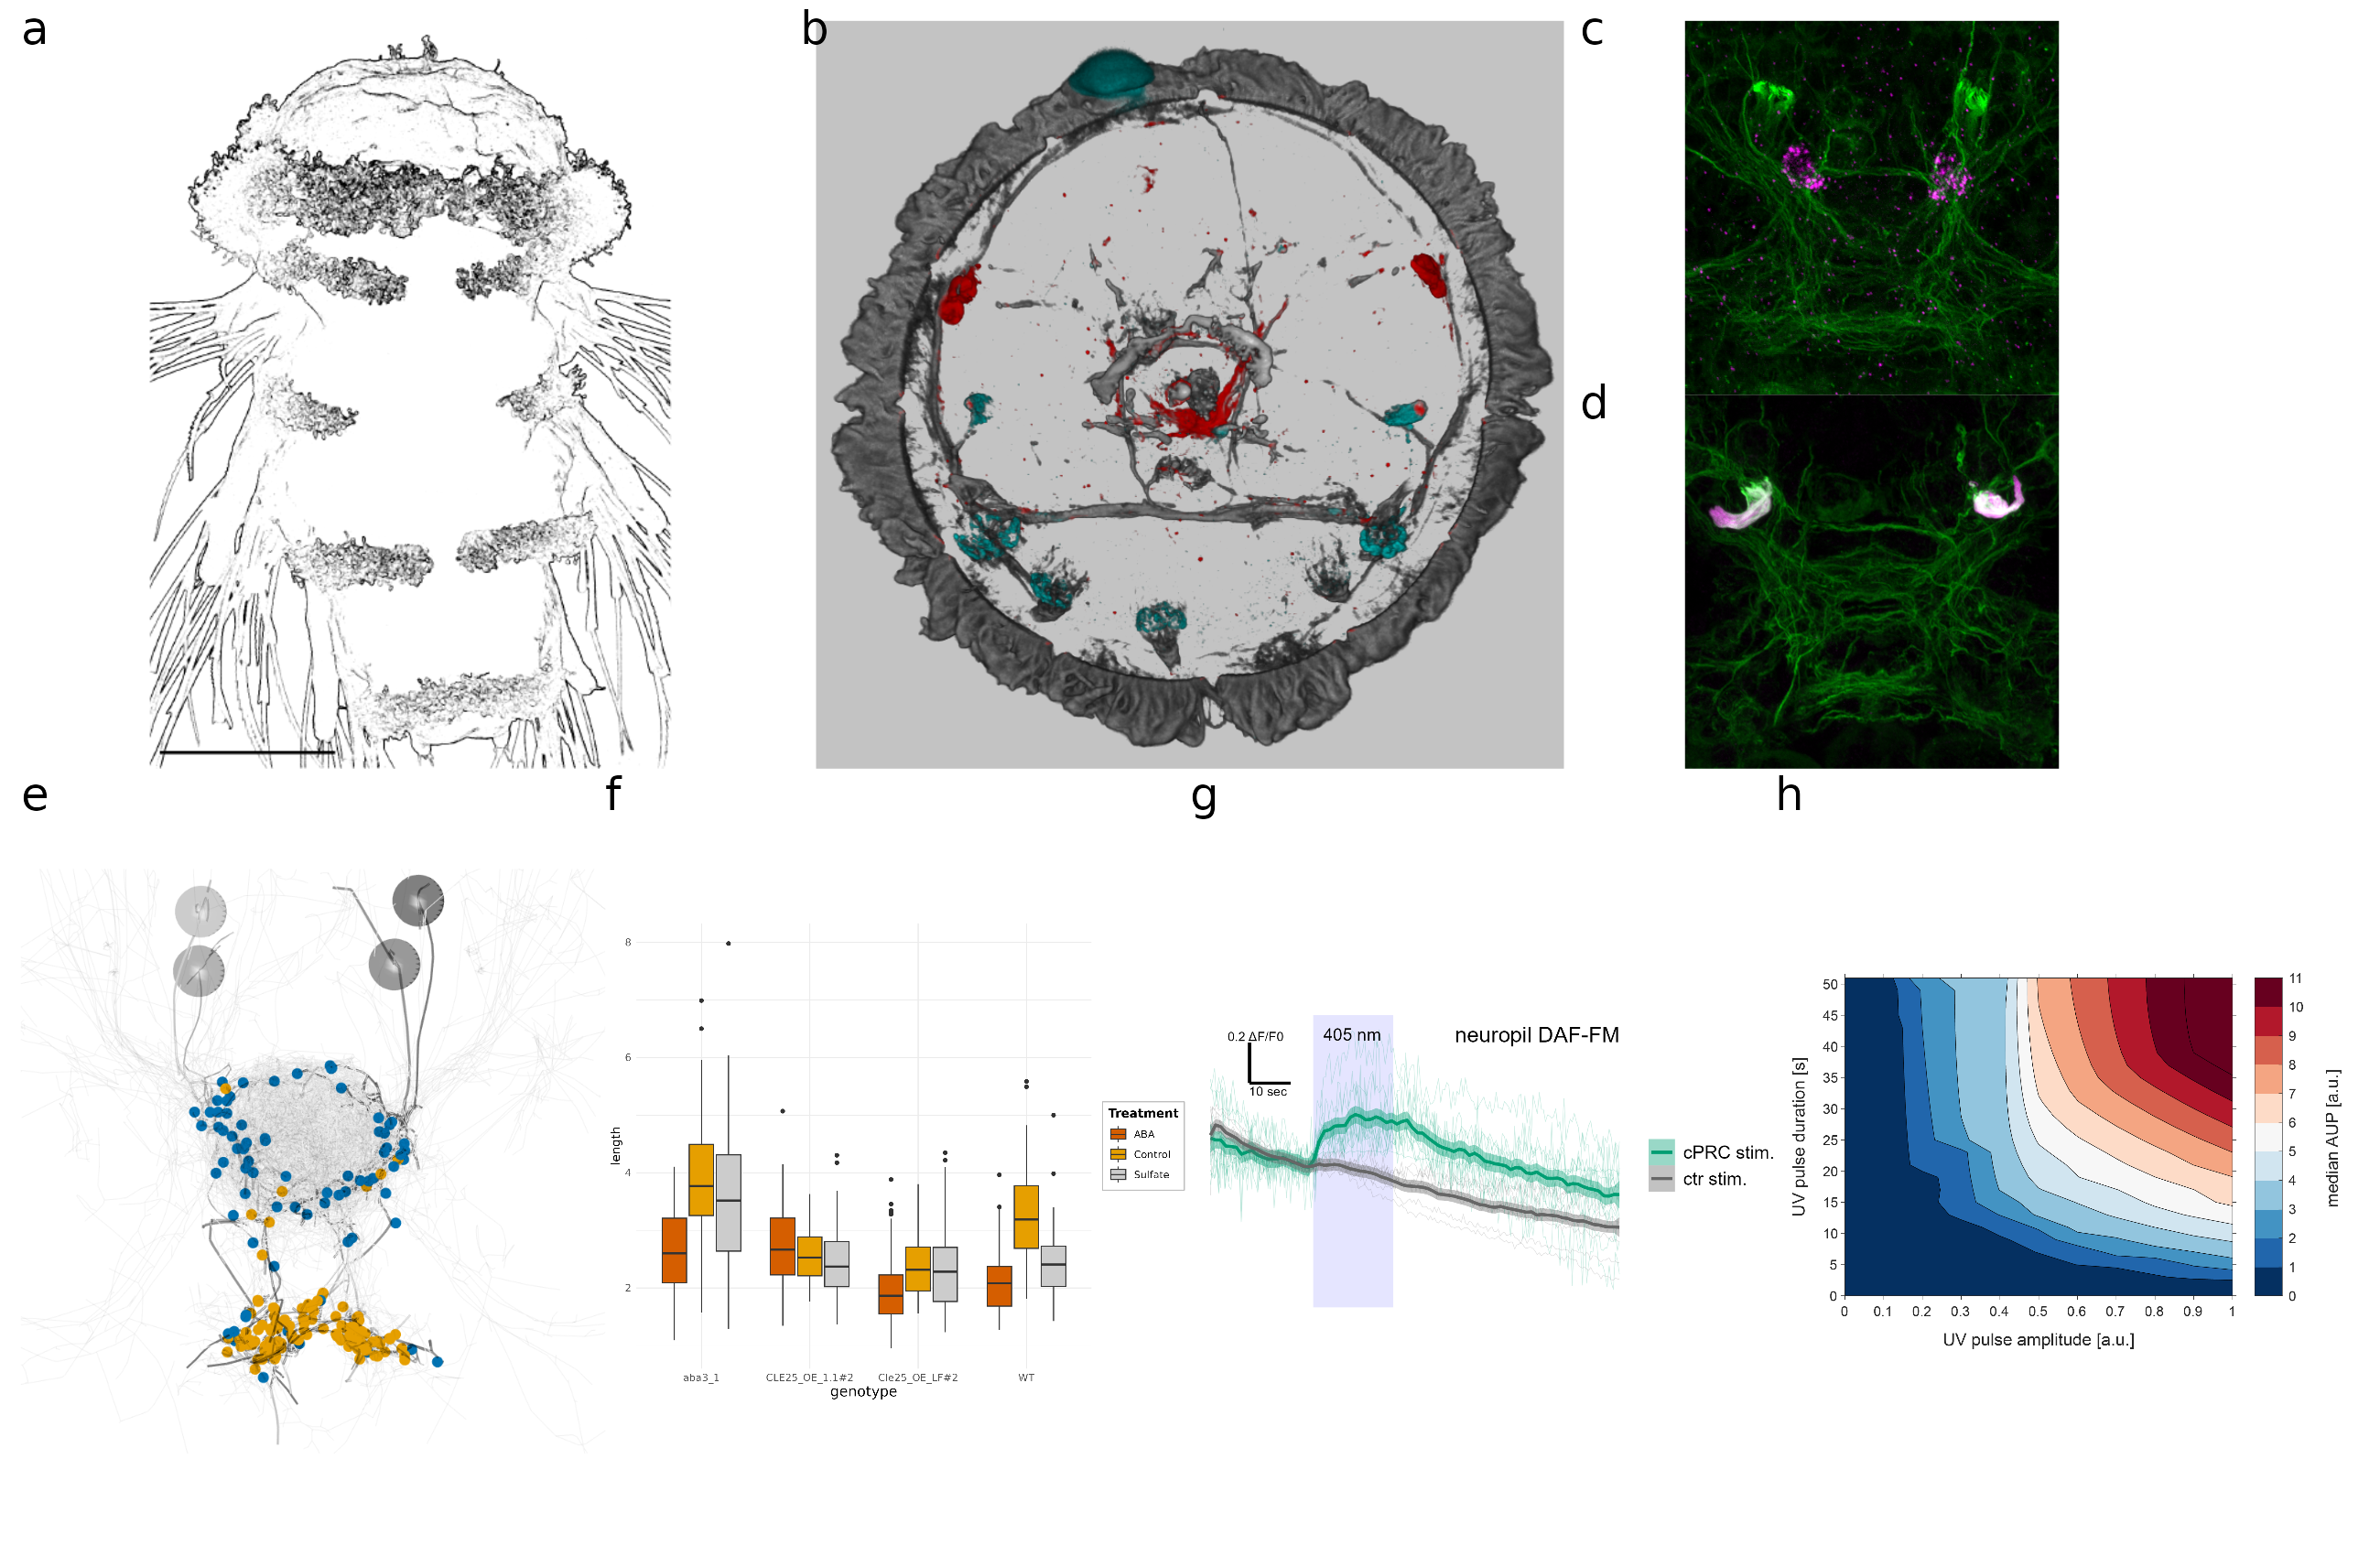 a
b
c
d
e
f
g
h
length
8
6
4
2
aba3_1
CLE25_OE_1.1#2
Cle25_OE_LF#2
WT
genotype
Treatment
ABA
Control
Sulfate
0.2 ΔF/F0
10 sec
405 nm
neuropil DAF-FM
cPRC stim.
ctr stim.
UV pulse duration [s]
50
45
40
35
30
25
20
15
10
5
0
0 0.1 0.2 0.3 0.4 0.5 0.6 0.7 0.8 0.9 1
UV pulse amplitude [a.u.]
11
10
9
8
7
6
5
4
3
2
1
0
median AUP [a.u.]